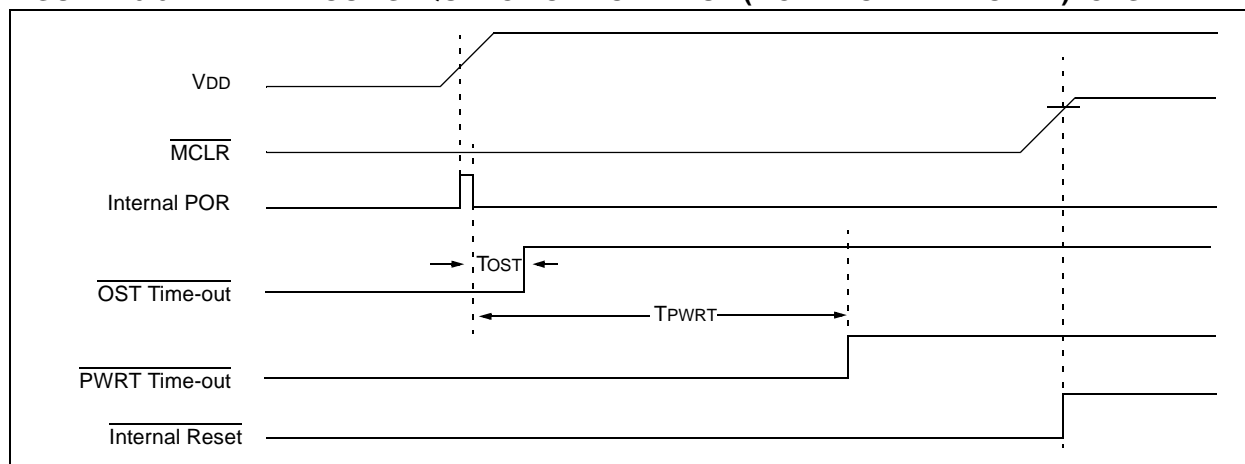 VDD
MCLR
Internal POR
TOST
OST Time-out
TPWRT
PWRT Time-out
Internal Reset